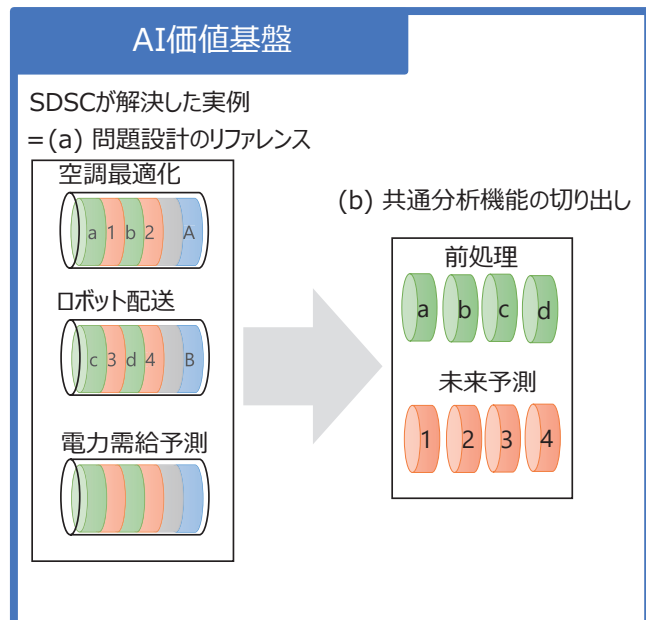 AI価値基盤
SDSCが解決した実例
=(a) 問題設計のリファレンス
空調最適化
a 1 b 2 A
ロボット配送
c 3 d 4 B
電力需給予測
(b) 共通分析機能の切り出し
前処理
a b c d
未来予測
1 2 3 4